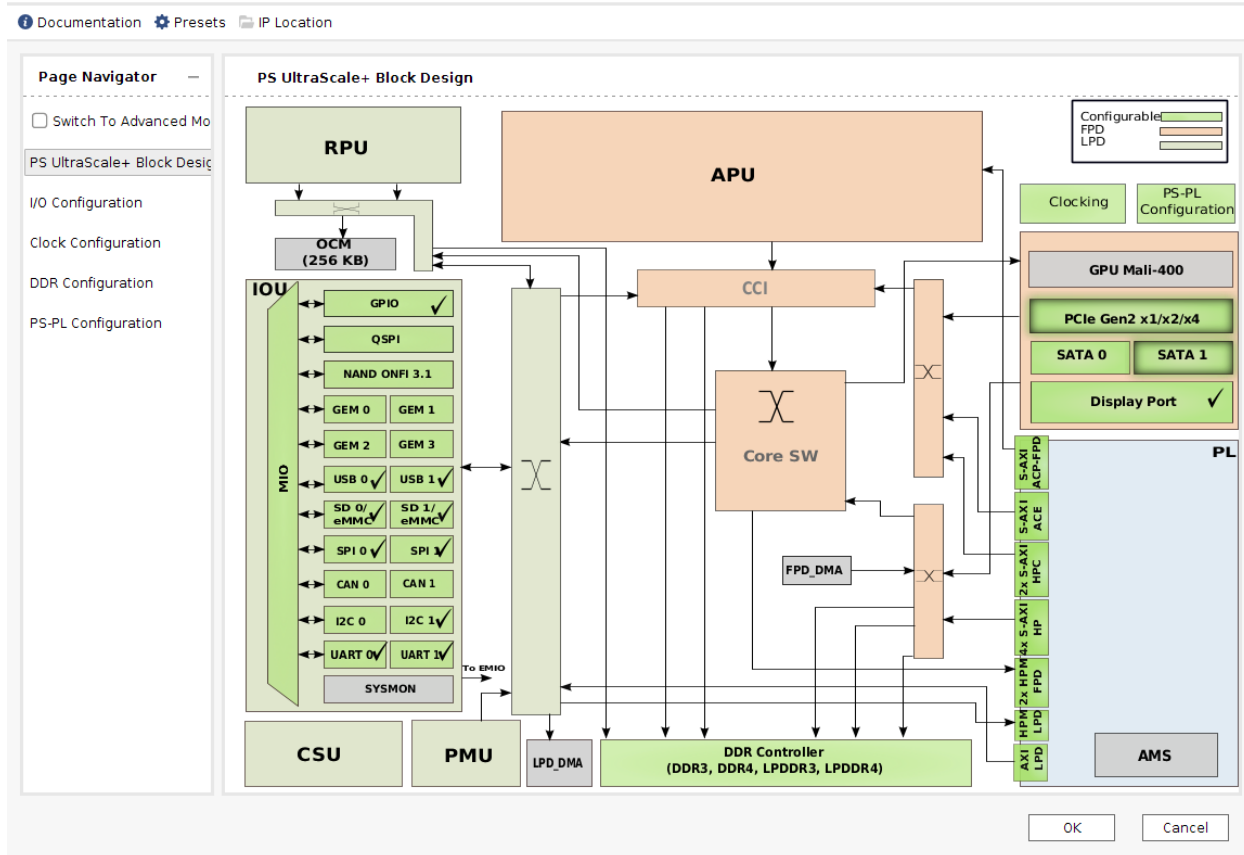 Documentation Presets IP Location
Page Navigator –
Switch To Advanced Mo
PS UltraScale+ Block Desig
I/O Configuration
Clock Configuration
DDR Configuration
PS-PL Configuration
PS UltraScale+ Block Design
Configurable
FPD
LPD
RPU
APU
Clocking
PS-PL
Configuration
OCM
(256 KB)
CCI
GPU Mali-400
PCIe Gen2 x1/x2/x4
SATA 0 SATA 1
Display Port
IOU
MIO
GPIO
QSPI
NAND ONFI 3.1
GEM 0 GEM 1
GEM 2 GEM 3
USB 0 USB 1
SD 0/
eMMC
SD 1/
eMMC
SPI 0 SPI 1
CAN 0 CAN 1
I2C 0 I2C 1
UART 0 UART 1
SYSMON
To EMIO
Core SW
FPD_DMA
PL
S-AXI
ACP-FPD
S-AXI
ACE
2x S-AXI
HPC
4x S-AXI
HP
2x HPM
FPD
HPM
LPD
AXI
LPD
AMS
CSU
PMU
LPD_DMA
DDR Controller
(DDR3, DDR4, LPDDR3, LPDDR4)
OK Cancel